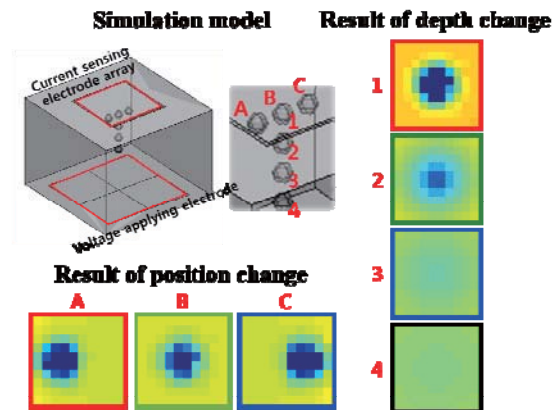 Simulation model
Result of depth change
Current sensing
electrode array
A
B
C
1
2
3
4
Voltage applying electrode
1
2
3
4
Result of position change
A
B
C